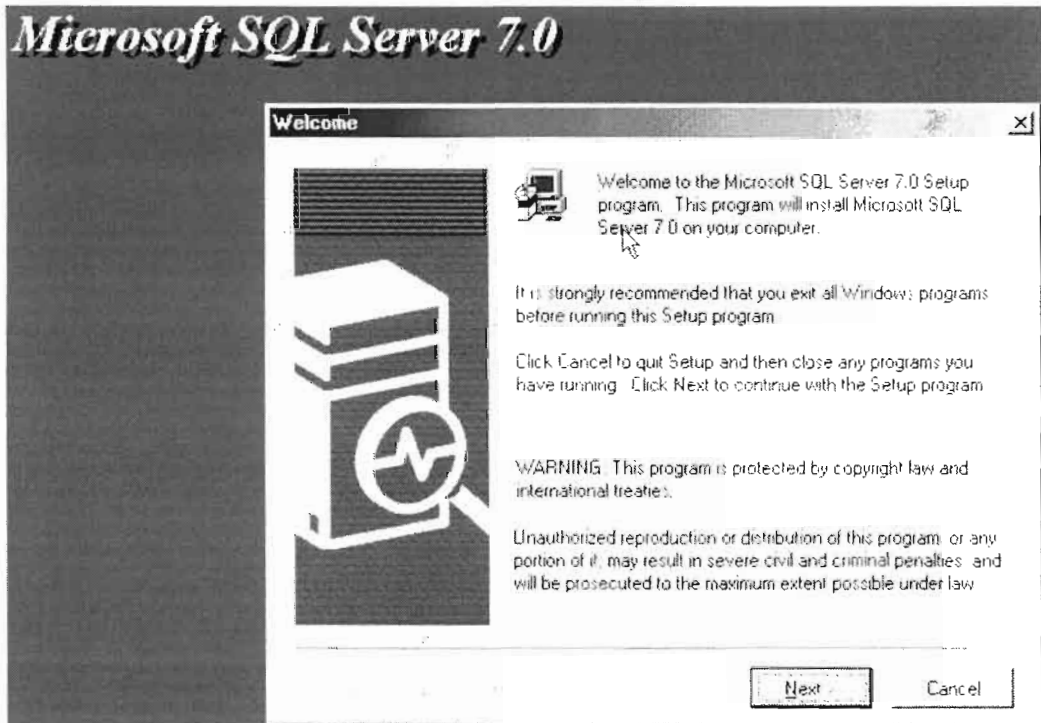 Microsoft SQL Server 7.0
Welcome
Welcome to the Microsoft SQL Server 7.0 Setup
program. This program will install Microsoft SQL
Server 7.0 on your computer.
It is strongly recommended that you exit all Windows programs
before running this Setup program
Click Cancel to quit Setup and then close any programs you
have running. Click Next to continue with the Setup program
WARNING: This program is protected by copyright law and
international treaties.
Unauthorized reproduction or distribution of this program, or any
portion of it, may result in severe civil and criminal penalties, and
will be prosecuted to the maximum extent possible under law
Next
Cancel